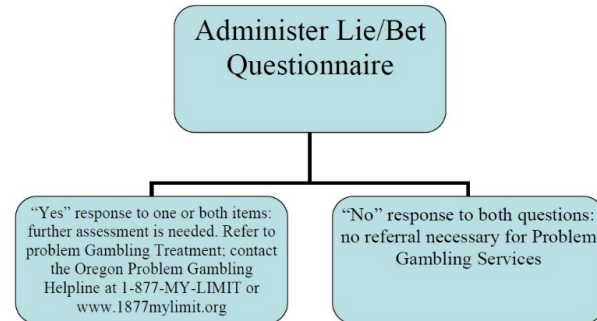 Administer Lie/Bet
Questionnaire
“Yes” response to one or both items:
further assessment is needed. Refer to
problem Gambling Treatment; contact
the Oregon Problem Gambling
Helpline at 1-877-MY-LIMIT or
www.1877mylimit.org
“No” response to both questions:
no referral necessary for Problem
Gambling Services